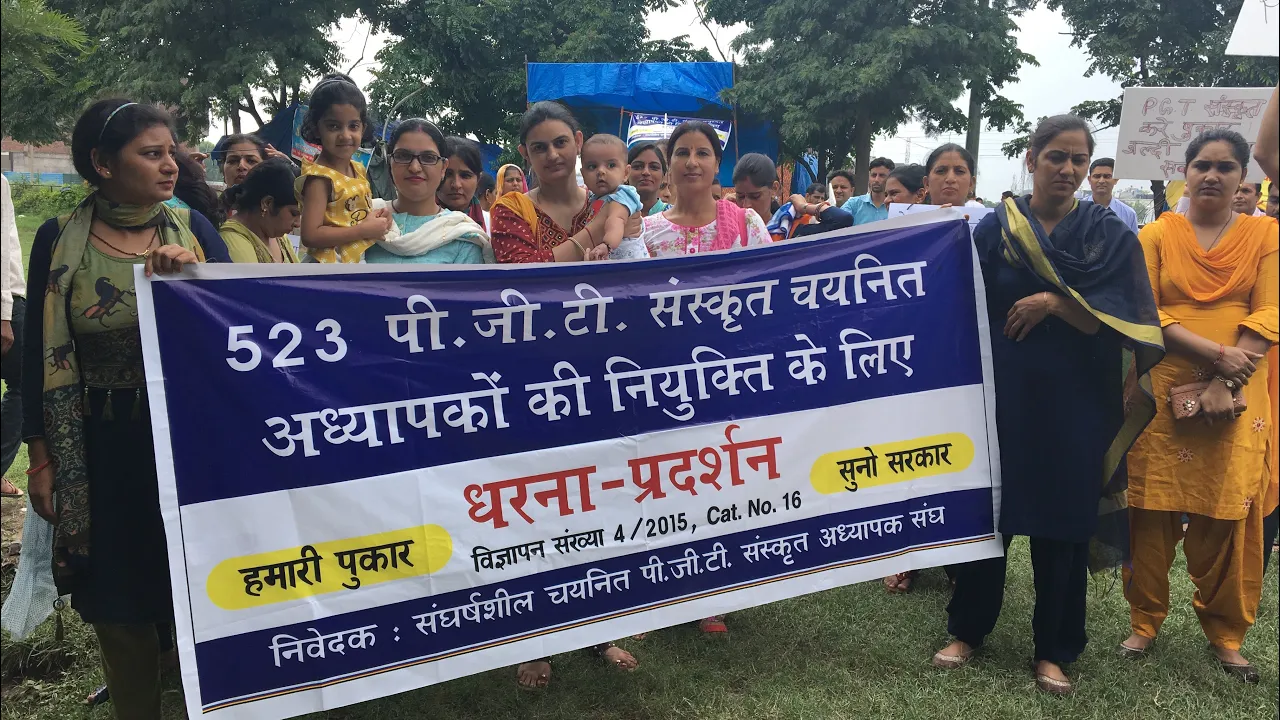 523 पी.जी.टी. संस्कृत चयनित
अध्यापकों की नियुक्ति के लिए
धरना-प्रदर्शन
सुनो सरकार
हमारी पुकार
विज्ञापन संख्या 4/2015, Cat. No. 16
निवेदक : संघर्षशील चयनित पी.जी.टी. संस्कृत अध्यापक संघ
P.G.T संस्कृत